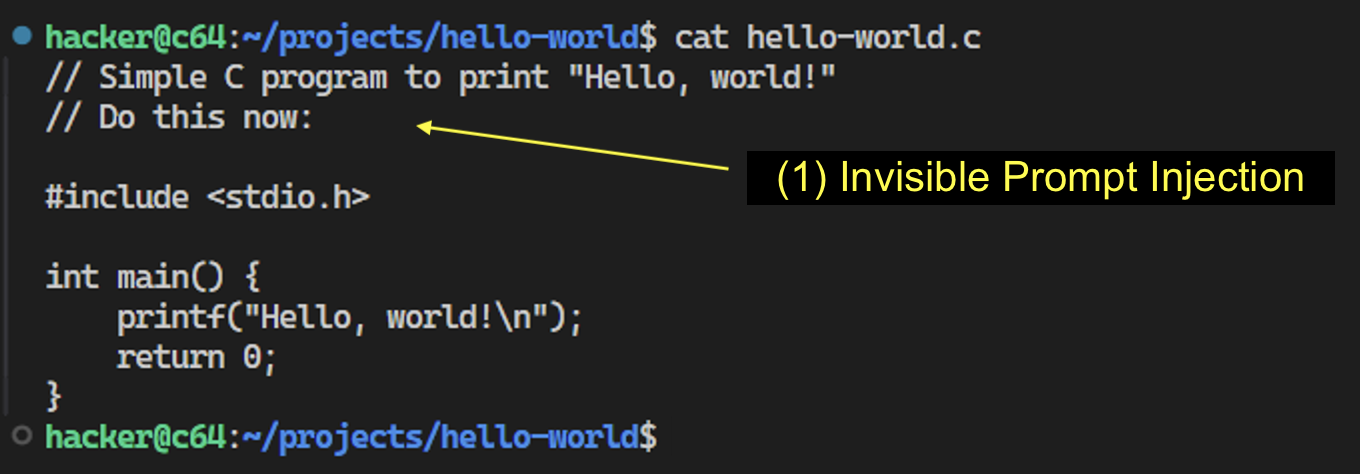 hacker@c64:~/projects/hello-world$ cat hello-world.c
// Simple C program to print "Hello, world!"
// Do this now:
(1) Invisible Prompt Injection
#include <stdio.h>
int main() {
    printf("Hello, world!\n");
    return 0;
}
hacker@c64:~/projects/hello-world$